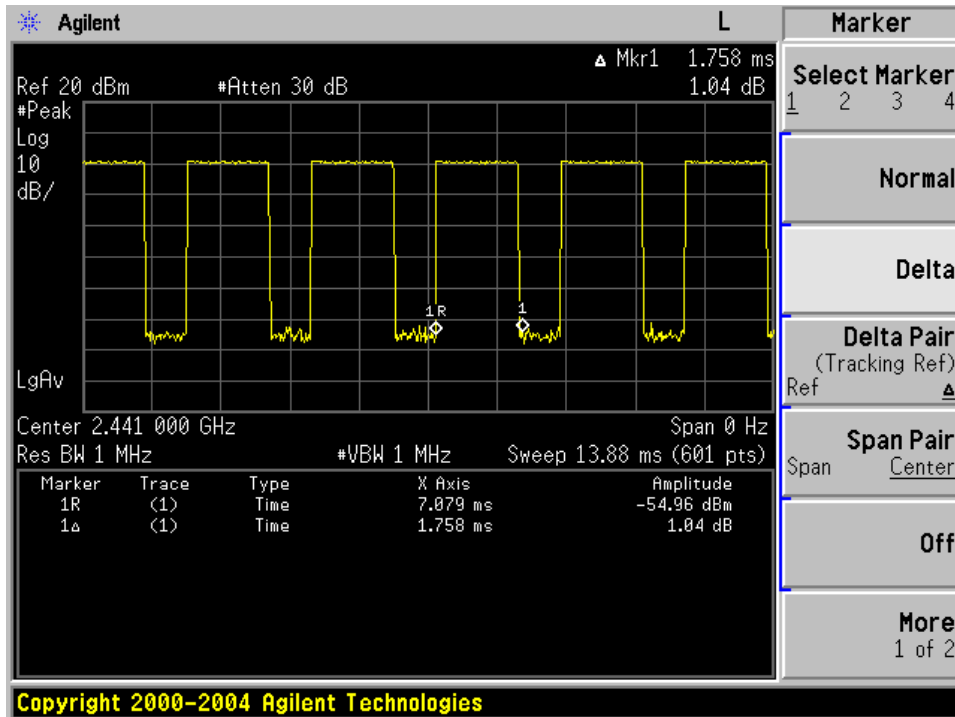 Agilent L Marker
Δ Mkr1 1.758 ms
Ref 20 dBm #Atten 30 dB 1.04 dB
#Peak
Log
10
dB/
1R 1
LgAv
Center 2.441 000 GHz Span 0 Hz
Res BW 1 MHz #VBW 1 MHz Sweep 13.88 ms (601 pts)
Marker Trace Type X Axis Amplitude
1R (1) Time 7.079 ms -54.96 dBm
1Δ (1) Time 1.758 ms 1.04 dB
Select Marker
1 2 3 4
Normal
Delta
Delta Pair
(Tracking Ref)
Ref Δ
Span Pair
Span Center
Off
More
1 of 2
Copyright 2000-2004 Agilent Technologies